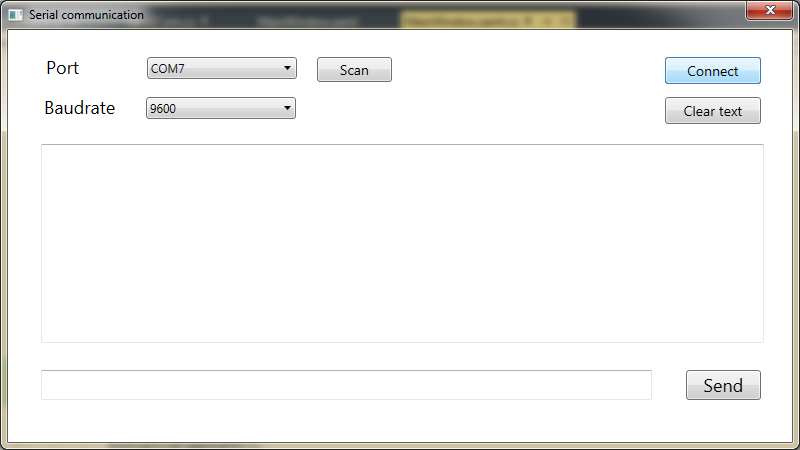 Serial communication
Port
COM7
Scan
Connect
Baudrate
9600
Clear text
Send